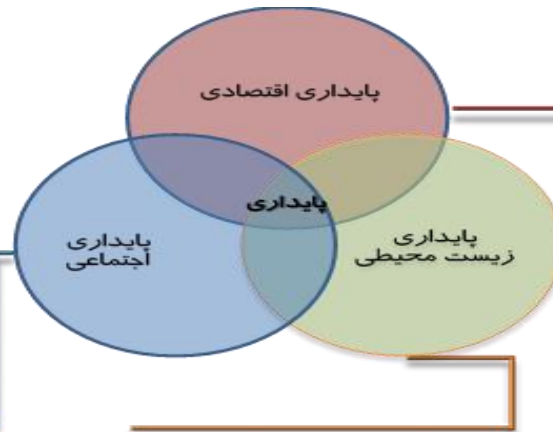 پایداری اقتصادی
پایداری
پایداری
زیست محیطی
پایداری
اجتماعی